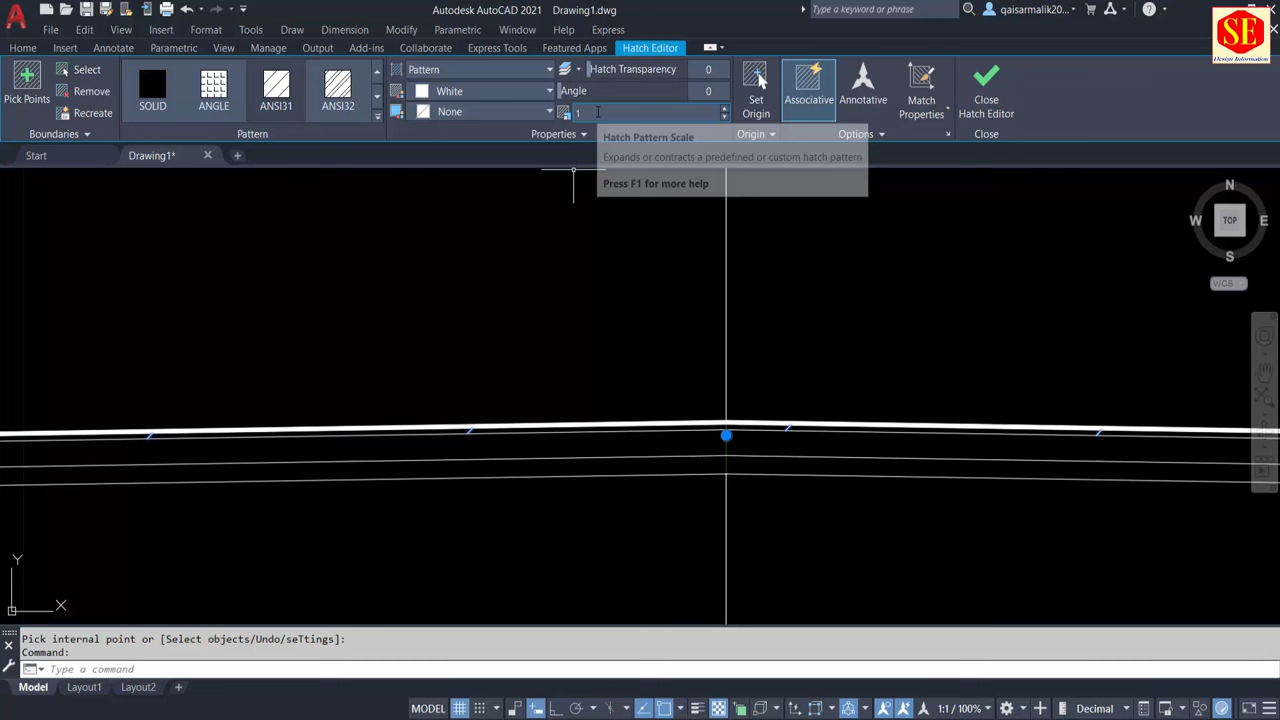 Autodesk AutoCAD 2021 Drawing1.dwg
Type a keyword or phrase
qaisarmalik20...
SE
Design Information
File Edit View Insert Format Tools Draw Dimension Modify Parametric Window Help Express
Home Insert Annotate Parametric View Manage Output Add-ins Collaborate Express Tools Featured Apps Hatch Editor
Pick Points
Select
Remove
Recreate
Boundaries
SOLID
ANGLE
ANSI31
ANSI32
Pattern
Pattern
White
None
Hatch Transparency 0
Angle 0
1
Properties
Set
Origin
Origin
Associative
Annotative
Match
Properties
Options
Close
Hatch Editor
Close
Start
Drawing1*
Hatch Pattern Scale
Expands or contracts a predefined or custom hatch pattern
Press F1 for more help
N
W
TOP
E
S
WCS
Y
X
Pick internal point or [Select objects/Undo/seTtings]:
Command:
Type a command
Model Layout1 Layout2
MODEL
1:1 / 100%
Decimal